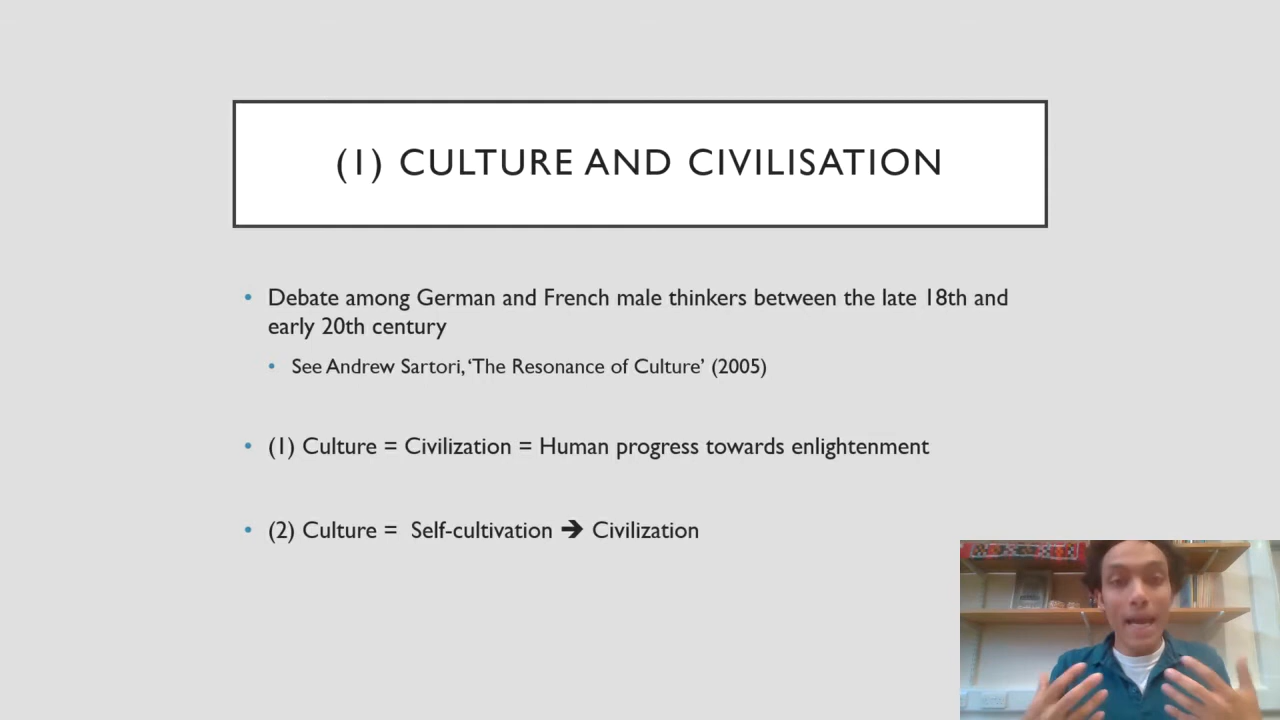 (1) CULTURE AND CIVILISATION
• Debate among German and French male thinkers between the late 18th and
early 20th century
• See Andrew Sartori, ‘The Resonance of Culture’ (2005)
• (1) Culture = Civilization = Human progress towards enlightenment
• (2) Culture = Self-cultivation 🡺 Civilization